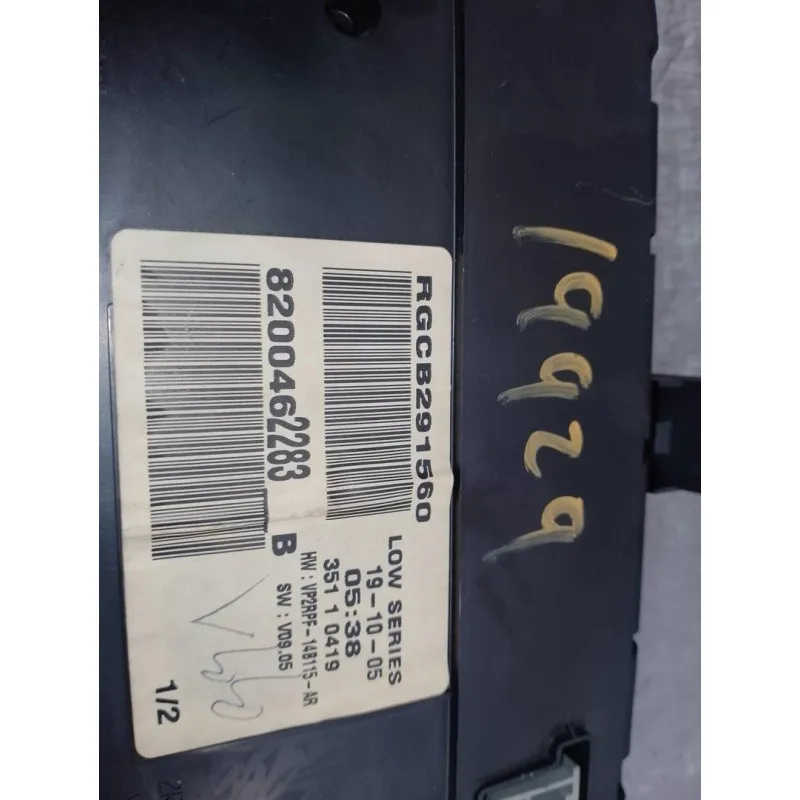 19929
RGCB291560
LOW SERIES
19-10-05
05:38
351 1 0419
HW : VP2RPF-14B115-AR
SW : V09.05
8200462283 B
1/2